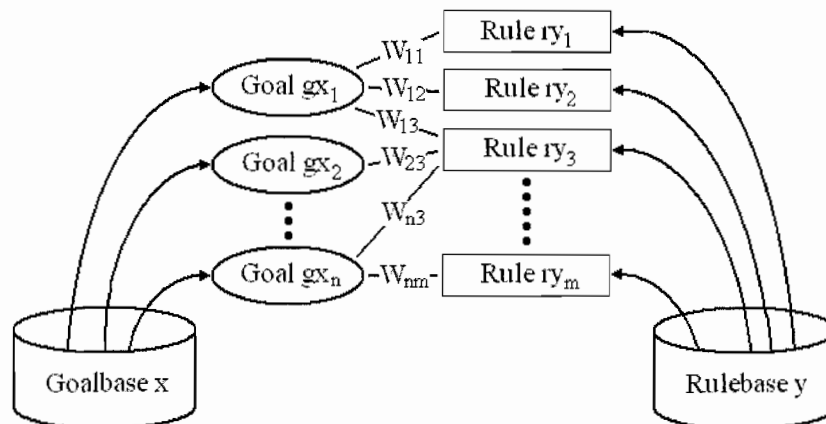 Rule ry₁
W₁₁
Goal gx₁
W₁₂
Rule ry₂
W₁₃
Goal gx₂
W₂₃
Rule ry₃
Wₙ₃
Goal gxₙ
Wₙₘ
Rule ryₘ
Goalbase x
Rulebase y